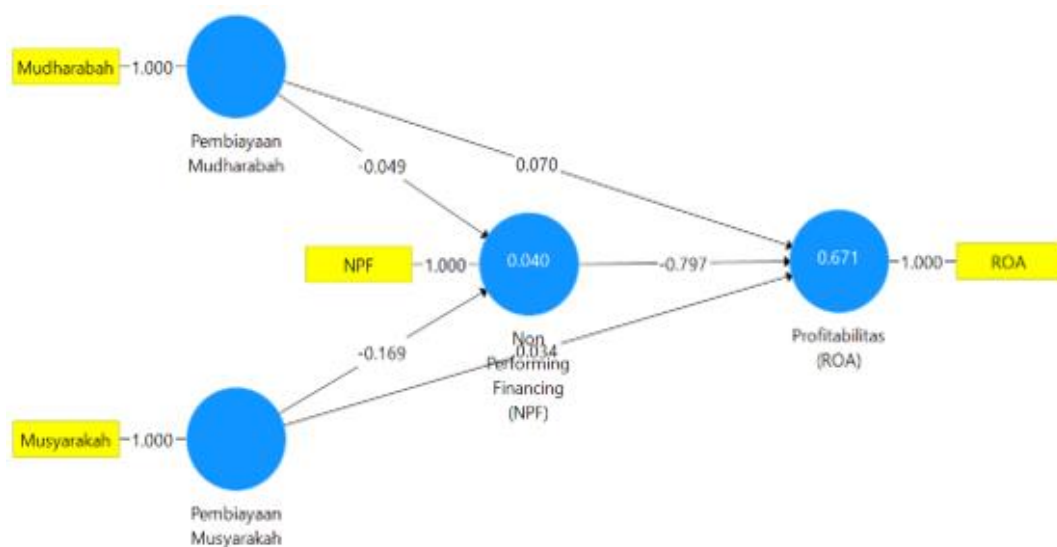 Mudharabah
1.000
Pembiayaan
Mudharabah
-0.049
0.070
NPF
1.000
0.040
-0.797
0.671
1.000
ROA
Non
Performing
Financing
(NPF)
Profitabilitas
(ROA)
-0.169
0.034
Musyarakah
1.000
Pembiayaan
Musyarakah